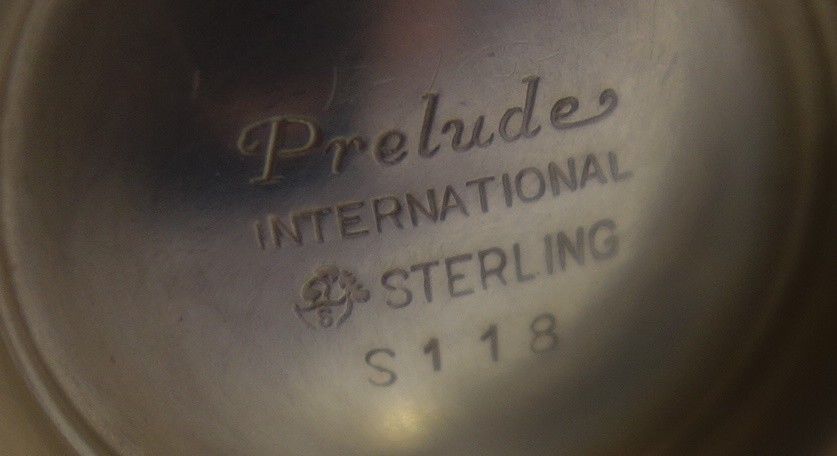 Prelude
INTERNATIONAL
STERLING
S118